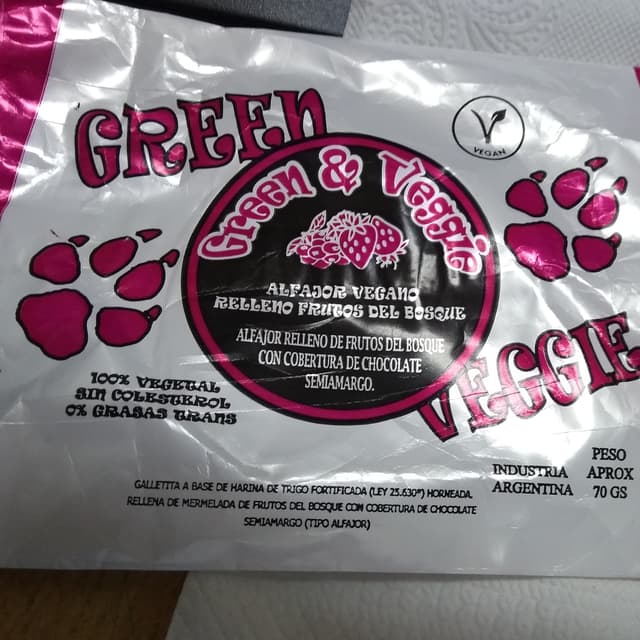 GREEN
VEGAN
Green & Veggie
ALFAJOR VEGANO
RELLENO FRUTOS DEL BOSQUE
ALFAJOR RELLENO DE FRUTOS DEL BOSQUE
CON COBERTURA DE CHOCOLATE
SEMIAMARGO.
VEGGIE
100% VEGETAL
SIN COLESTEROL
0% GRASAS TRANS
INDUSTRIA
ARGENTINA
PESO
APROX
70 GS
GALLETITA A BASE DE HARINA DE TRIGO FORTIFICADA (LEY 25.630º) HORNEADA.
RELLENA DE MERMELADA DE FRUTOS DEL BOSQUE CON COBERTURA DE CHOCOLATE
SEMIAMARGO (TIPO ALFAJOR)